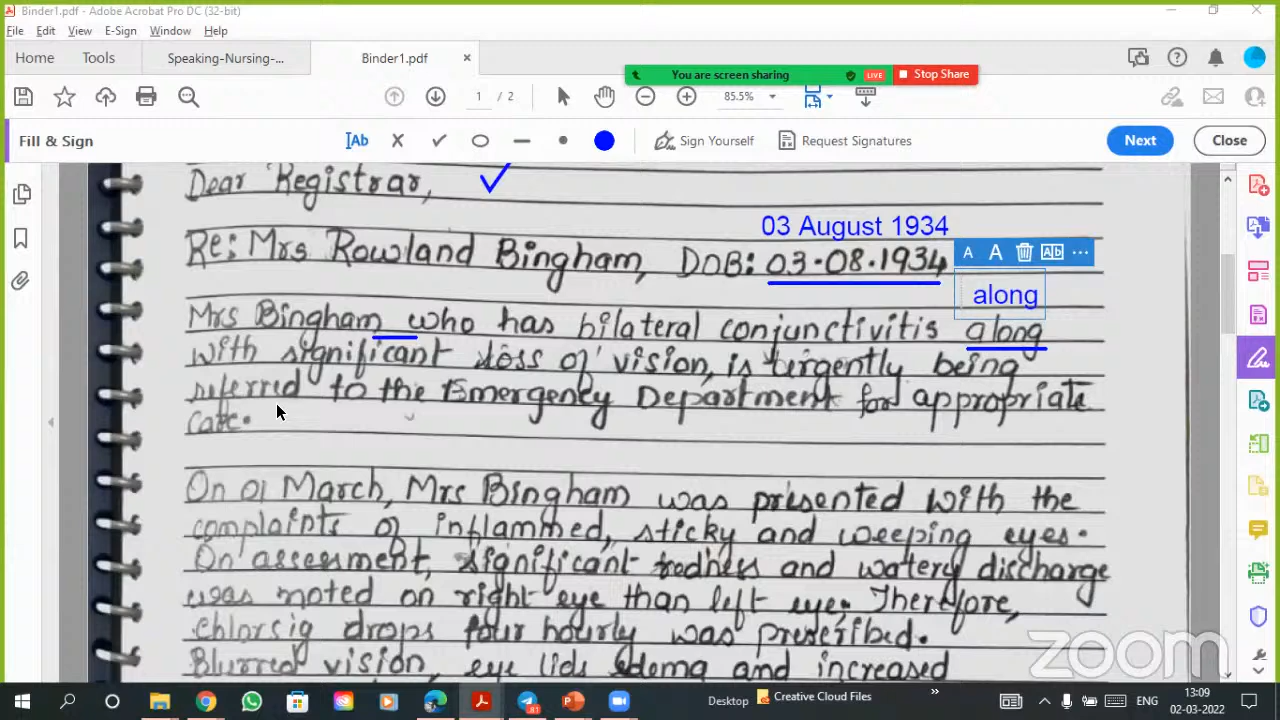 Binder1.pdf - Adobe Acrobat Pro DC (32-bit)
File Edit View E-Sign Window Help
Home Tools Speaking-Nursing-... Binder1.pdf ×
You are screen sharing LIVE Stop Share
1 / 2 85.5%
Fill & Sign Ab Sign Yourself Request Signatures Next Close
Dear Registrar,
03 August 1934
Re: Mrs Rowland Bingham, DOB: 03.08.1934
A A AB ...
along
Mrs Bingham who has bilateral conjunctivitis along
with significant loss of vision, is urgently being
referred to the Emergency Department for appropriate
care.
On 01 March, Mrs Bingham was presented with the
complaints of inflammed, sticky and weeping eyes.
On assessment, significant redness and watery discharge
was noted on right eye than left eye. Therefore,
chlorsig drops four hourly was prescribed.
Blurred vision, eye lids edema and increased
zoom
81
Desktop Creative Cloud Files » ENG 13:09
02-03-2022